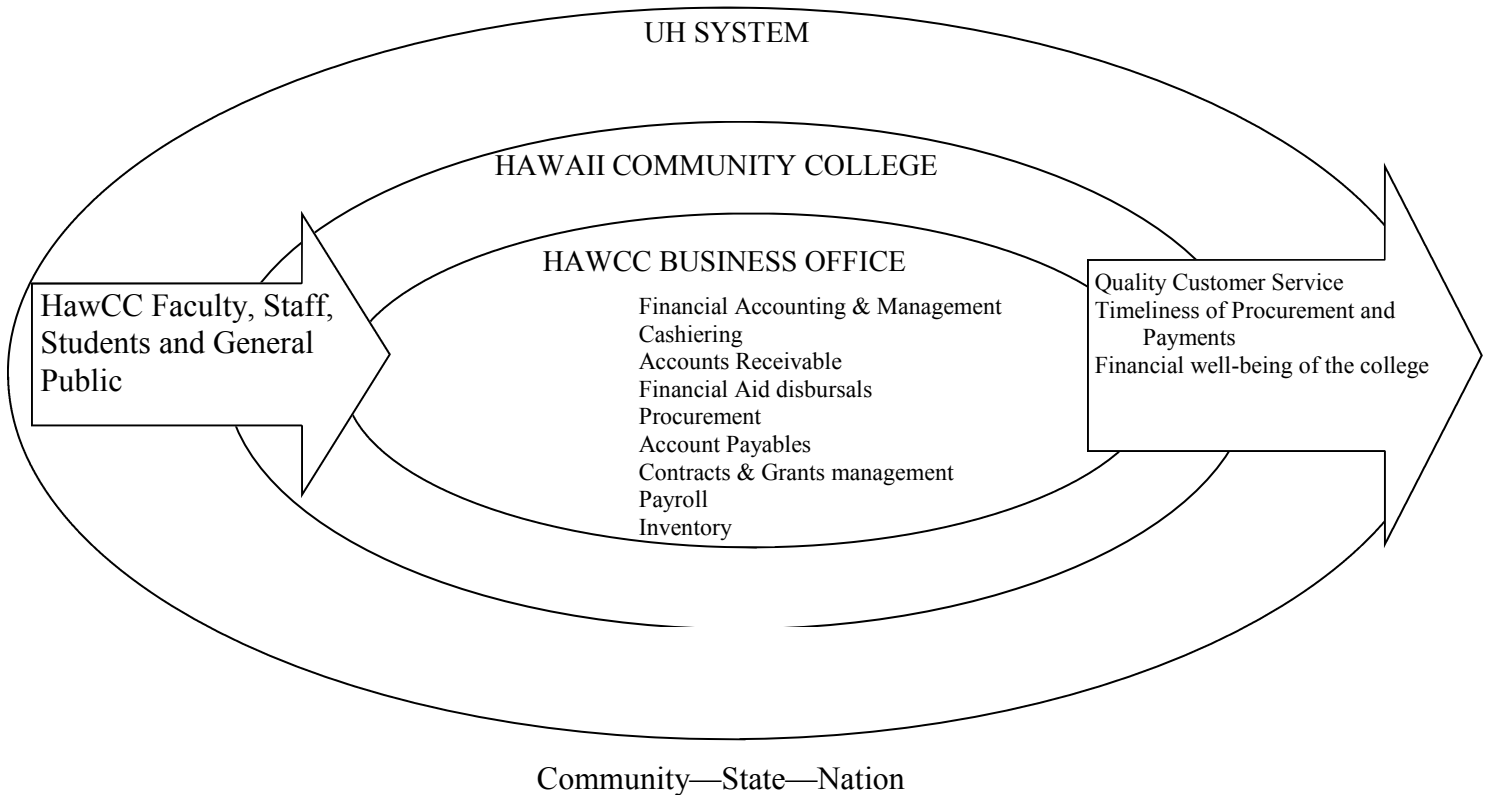 UH SYSTEM
HAWAII COMMUNITY COLLEGE
HAWCC BUSINESS OFFICE
HawCC Faculty, Staff,
Students and General
Public
Financial Accounting & Management
Cashiering
Accounts Receivable
Financial Aid disbursals
Procurement
Account Payables
Contracts & Grants management
Payroll
Inventory
Quality Customer Service
Timeliness of Procurement and
Payments
Financial well-being of the college
Community—State—Nation